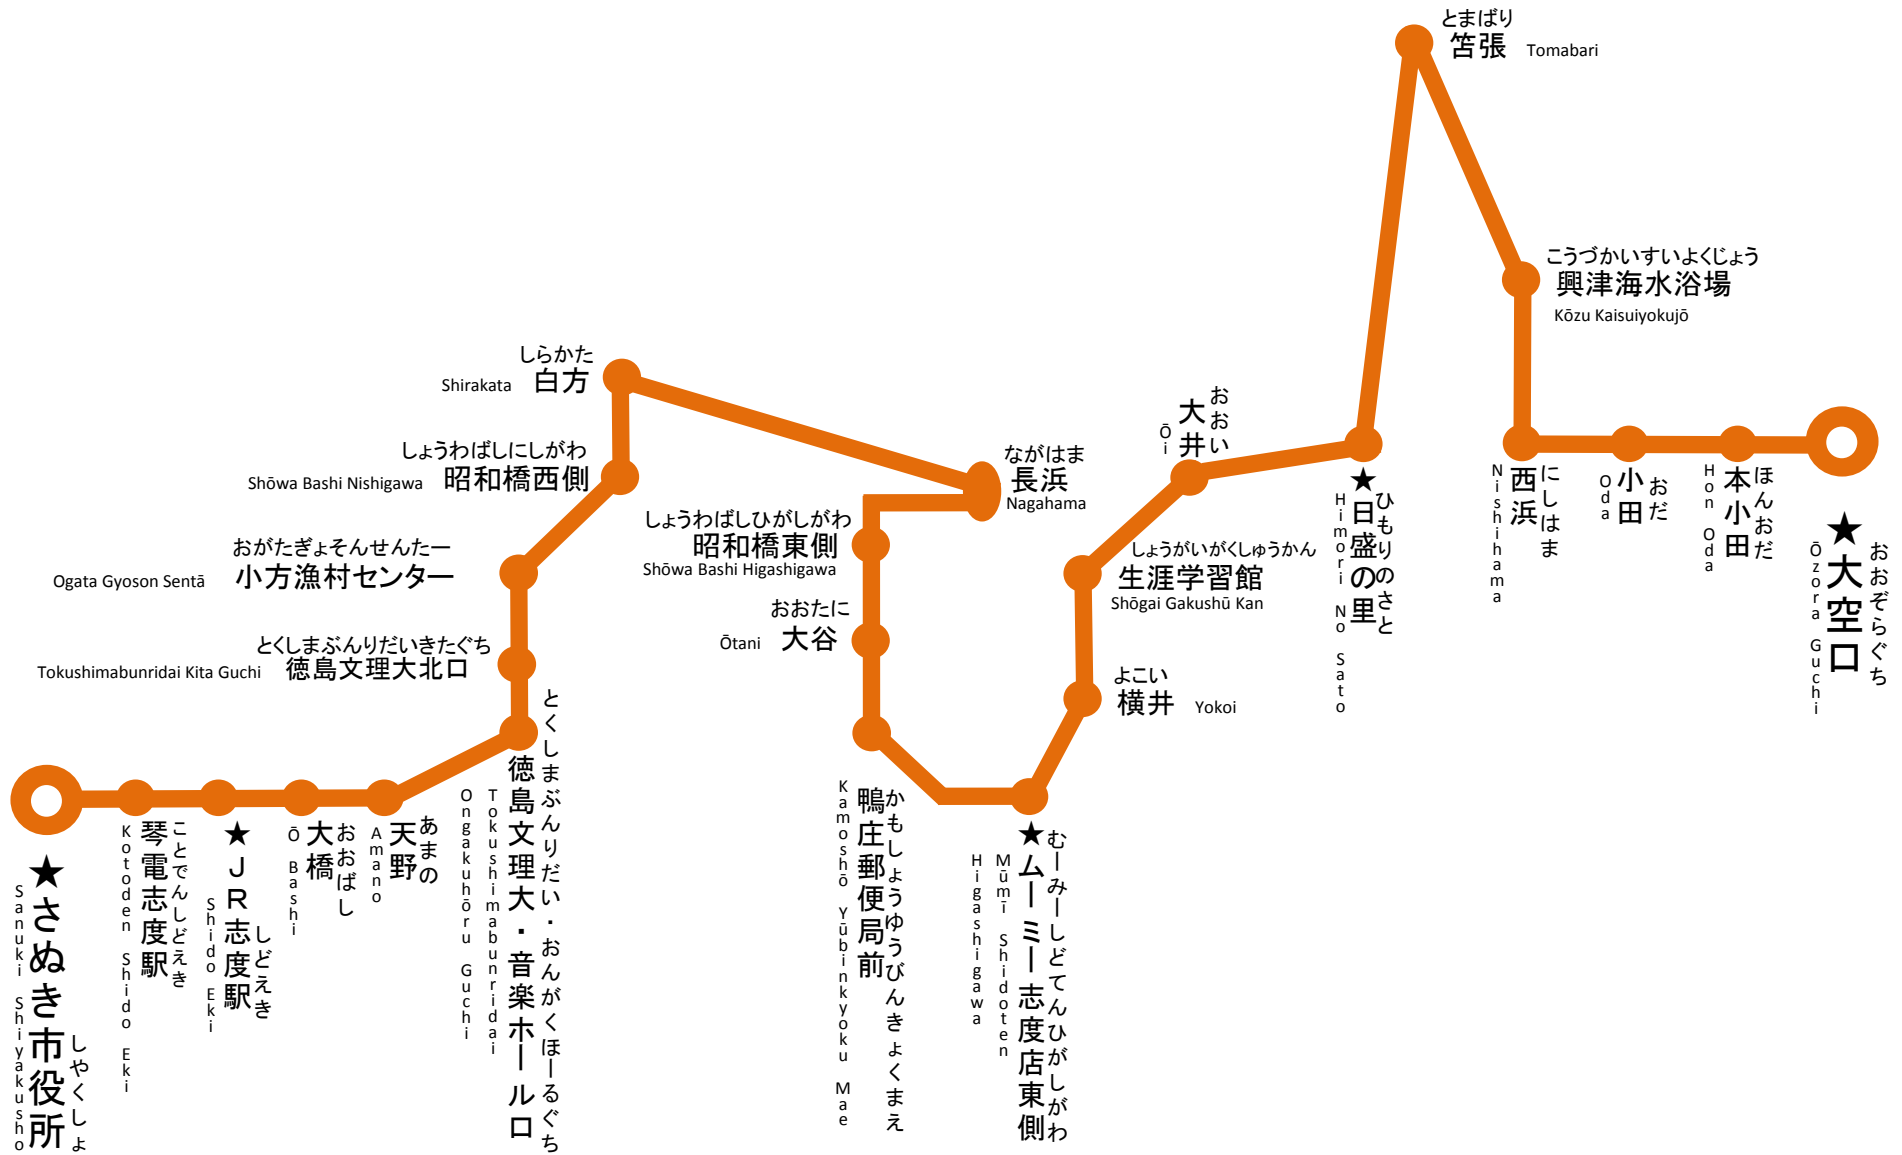 ★さぬき市役所
しやくしょ
Sanuki Shiyakusho
琴電志度駅
ことでんしどえき
Kotoden Shido Eki
★JR志度駅
しどえき
Shido Eki
大橋
おおばし
Ō Bashi
天野
あまの
Amano
徳島文理大・音楽ホール口
とくしまぶんりだい・おんがくほーるぐち
Tokushimabunridai
Ongakuhōru Guchi
とくしまぶんりだいきたぐち
徳島文理大北口
Tokushimabunridai Kita Guchi
おがたぎょそんせんたー
小方漁村センター
Ogata Gyoson Sentā
しょうわばしにしがわ
昭和橋西側
Shōwa Bashi Nishigawa
しらかた
白方
Shirakata
ながはま
長浜
Nagahama
しょうわばしひがしがわ
昭和橋東側
Shōwa Bashi Higashigawa
おおたに
大谷
Ōtani
鴨庄郵便局前
かもしょうゆうびんきょくまえ
Kamoshō Yūbinkyoku Mae
★ムーミー志度店東側
むーみーしどてんひがしがわ
Mūmī Shidoten
Higashigawa
よこい
横井
Yokoi
しょうがいがくしゅうかん
生涯学習館
Shōgai Gakushū Kan
大井
おおい
Ōi
★日盛の里
ひもりのさと
Himori No Sato
とまばり
笘張
Tomabari
こうづかいすいよくじょう
興津海水浴場
Kōzu Kaisuiyokujō
西浜
にしはま
Nishihama
小田
おだ
Oda
本小田
ほんおだ
Hon Oda
★大空口
おおぞらぐち
Ōzora Guchi